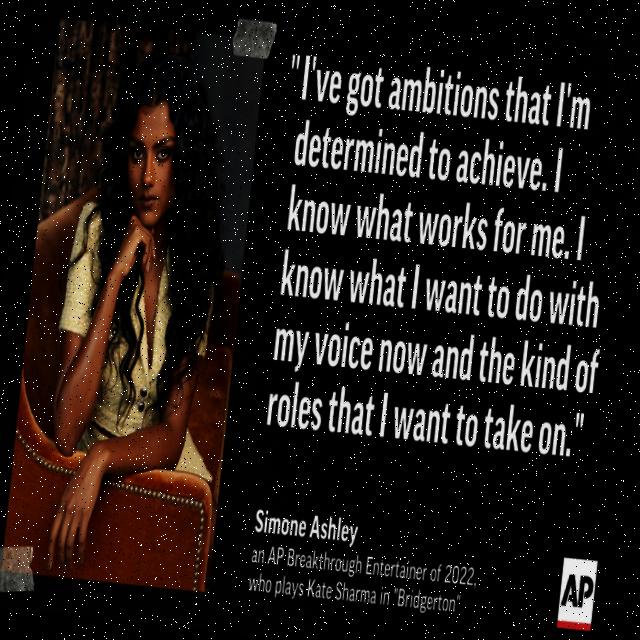 "I've got ambitions that I'm
determined to achieve. I
know what works for me. I
know what I want to do with
my voice now and the kind of
roles that I want to take on."
Simone Ashley
an AP Breakthrough Entertainer of 2022
who plays Kate Sharma in "Bridgerton"
AP